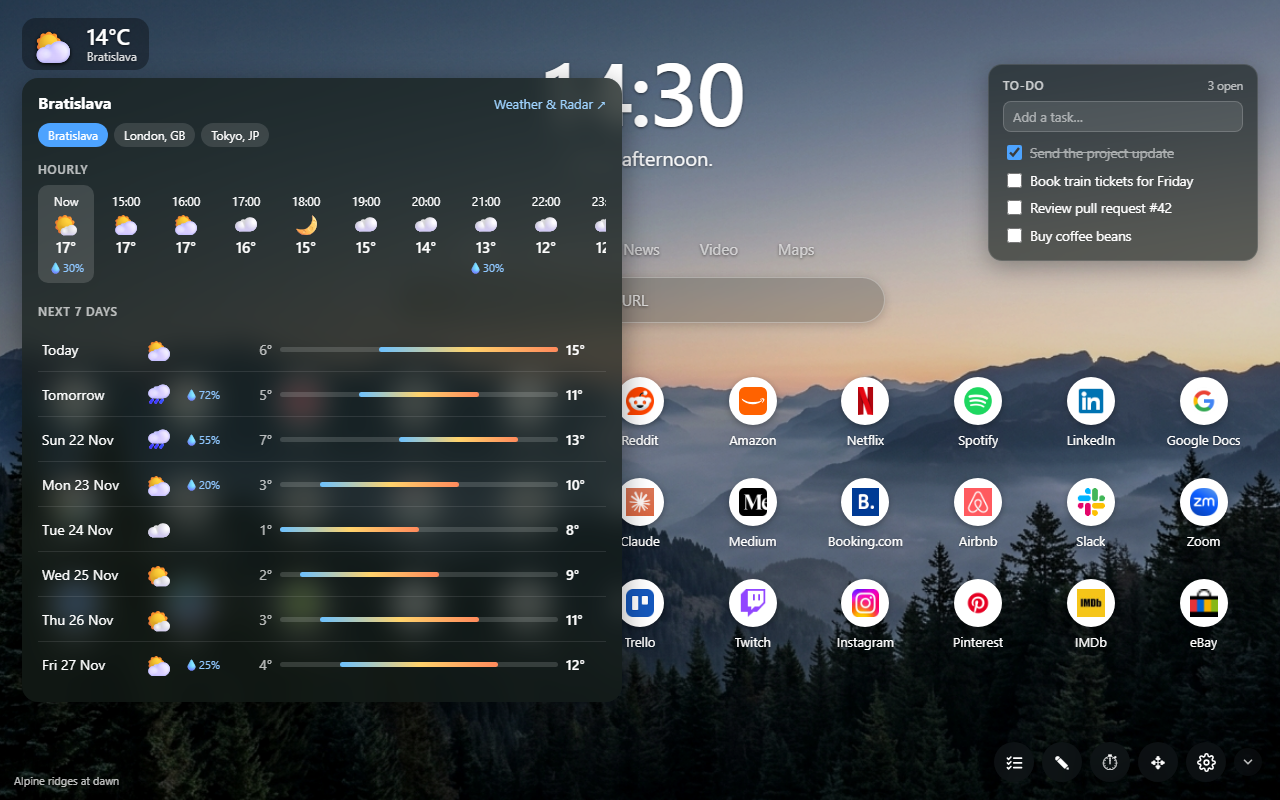 14°C
Bratislava
14:30
afternoon.
Bratislava
Weather & Radar ↗
Bratislava
London, GB
Tokyo, JP
HOURLY
Now 15:00 16:00 17:00 18:00 19:00 20:00 21:00 22:00 23:
17° 17° 17° 16° 15° 15° 14° 13° 12° 12
30% 30%
NEXT 7 DAYS
Today 6° 15°
Tomorrow 72% 5° 11°
Sun 22 Nov 55% 7° 13°
Mon 23 Nov 20% 3° 10°
Tue 24 Nov 1° 8°
Wed 25 Nov 2° 9°
Thu 26 Nov 3° 11°
Fri 27 Nov 25% 4° 12°
News Video Maps
URL
TO-DO 3 open
Add a task...
Send the project update
Book train tickets for Friday
Review pull request #42
Buy coffee beans
Reddit Amazon Netflix Spotify LinkedIn Google Docs
Claude Medium Booking.com Airbnb Slack Zoom
Trello Twitch Instagram Pinterest IMDb eBay
in
Me
B.
zm
IMDb
Alpine ridges at dawn